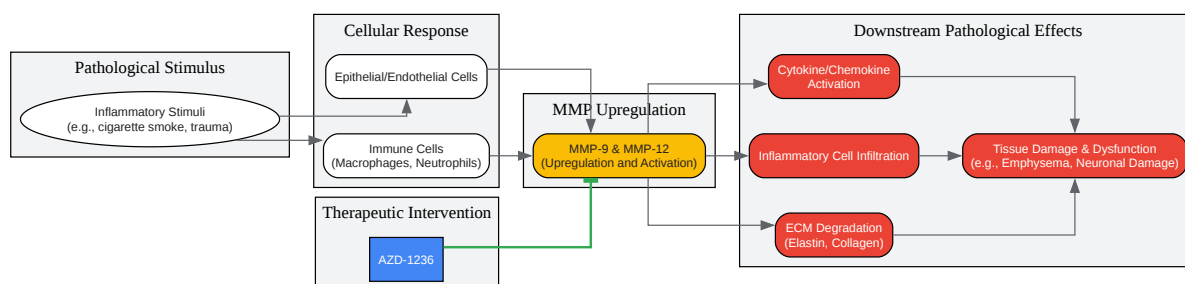 Pathological Stimulus
Inflammatory Stimuli
(e.g., cigarette smoke, trauma)
Cellular Response
Epithelial/Endothelial Cells
Immune Cells
(Macrophages, Neutrophils)
Therapeutic Intervention
AZD-1236
MMP Upregulation
MMP-9 & MMP-12
(Upregulation and Activation)
Downstream Pathological Effects
Cytokine/Chemokine
Activation
Inflammatory Cell Infiltration
ECM Degradation
(Elastin, Collagen)
Tissue Damage & Dysfunction
(e.g., Emphysema, Neuronal Damage)